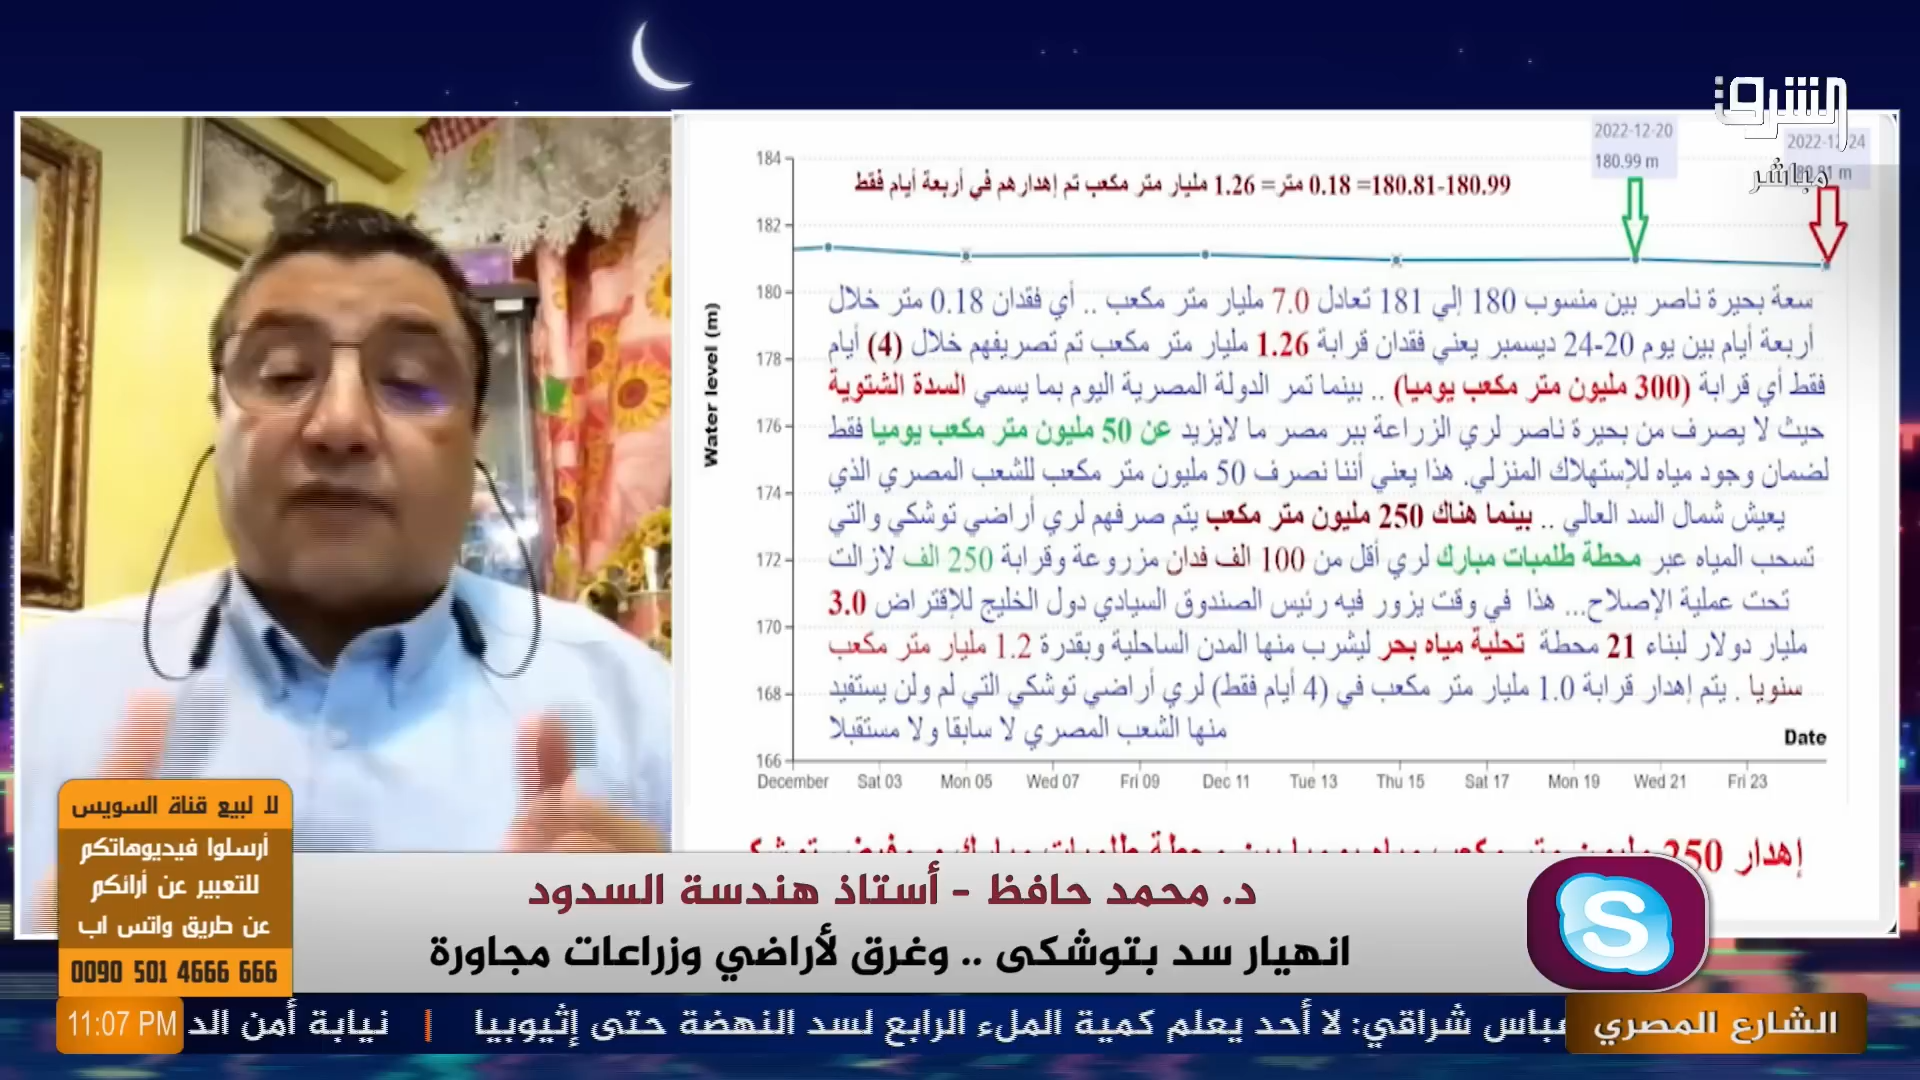 الشرق
مباشر
2022-12-20
180.99 m
2022-12-24
180.99-180.81= 0.18 متر= 1.26 مليار متر مكعب تم إهدارهم في أربعة أيام فقط
184
182
180
178
176
174
172
170
168
166
Water level (m)
سعة بحيرة ناصر بين منسوب 180 إلي 181 تعادل 7.0 مليار متر مكعب .. أي فقدان 0.18 متر خلال
أربعة أيام بين يوم 20-24 ديسمبر يعني فقدان قرابة 1.26 مليار متر مكعب تم تصريفهم خلال (4) أيام
فقط أي قرابة (300 مليون متر مكعب يوميا) .. بينما تمر الدولة المصرية اليوم بما يسمي السدة الشتوية
حيث لا يصرف من بحيرة ناصر لري الزراعة ببر مصر ما لايزيد عن 50 مليون متر مكعب يوميا فقط
لضمان وجود مياه للإستهلاك المنزلي. هذا يعني أننا نصرف 50 مليون متر مكعب للشعب المصري الذي
يعيش شمال السد العالي .. بينما هناك 250 مليون متر مكعب يتم صرفهم لري أراضي توشكي والتي
تسحب المياه عبر محطة طلمبات مبارك لري أقل من 100 الف فدان مزروعة وقرابة 250 الف لازالت
تحت عملية الإصلاح... هذا في وقت يزور فيه رئيس الصندوق السيادي دول الخليج للإقتراض 3.0
مليار دولار لبناء 21 محطة تحلية مياه بحر ليشرب منها المدن الساحلية وبقدرة 1.2 مليار متر مكعب
سنويا . يتم إهدار قرابة 1.0 مليار متر مكعب في (4 أيام فقط) لري أراضي توشكي التي لم ولن يستفيد
منها الشعب المصري لا سابقا ولا مستقبلا
Date
December Sat 03 Mon 05 Wed 07 Fri 09 Dec 11 Tue 13 Thu 15 Sat 17 Mon 19 Wed 21 Fri 23
إهدار 250 مليون متر مكعب
لا لبيع قناة السويس
أرسلوا فيديوهاتكم
للتعبير عن أرائكم
عن طريق واتس اب
0090 501 4666 666
د. محمد حافظ - أستاذ هندسة السدود
انهيار سد بتوشكى .. وغرق لأراضي وزراعات مجاورة
S
الشارع المصري
عباس شراقي: لا أحد يعلم كمية الملء الرابع لسد النهضة حتى إثيوبيا | نيابة أمن الد
11:07 PM